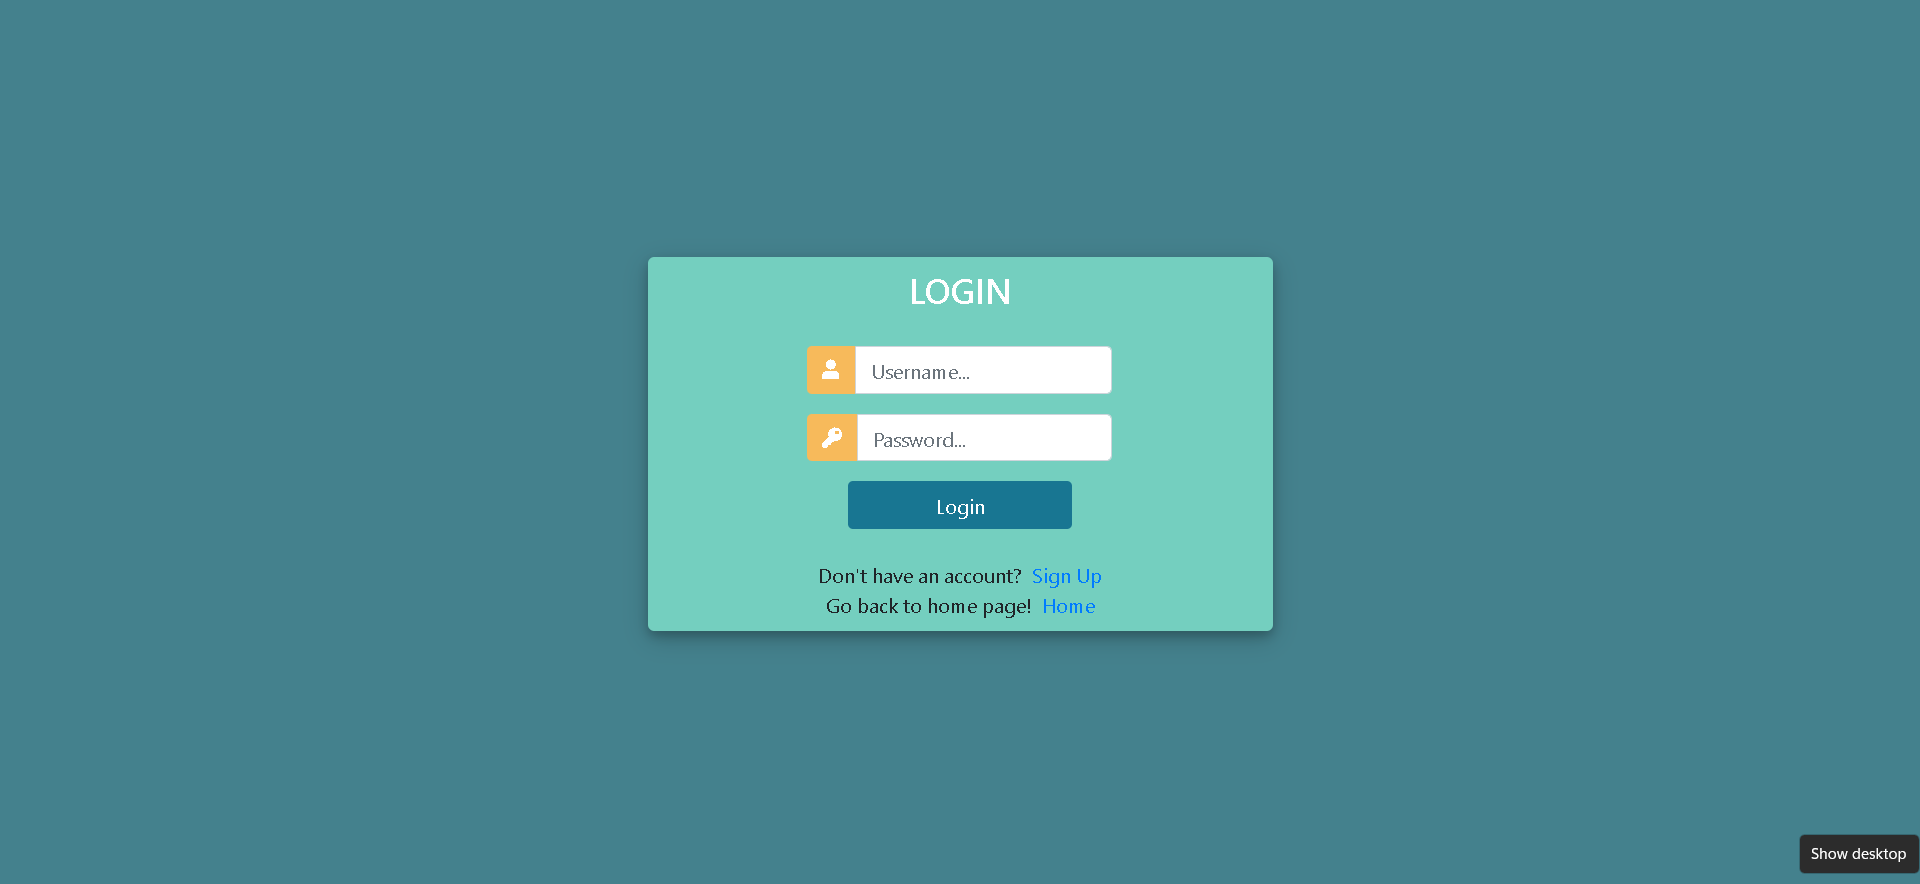 LOGIN
Username...
Password...
Login
Don't have an account? Sign Up
Go back to home page! Home
Show desktop